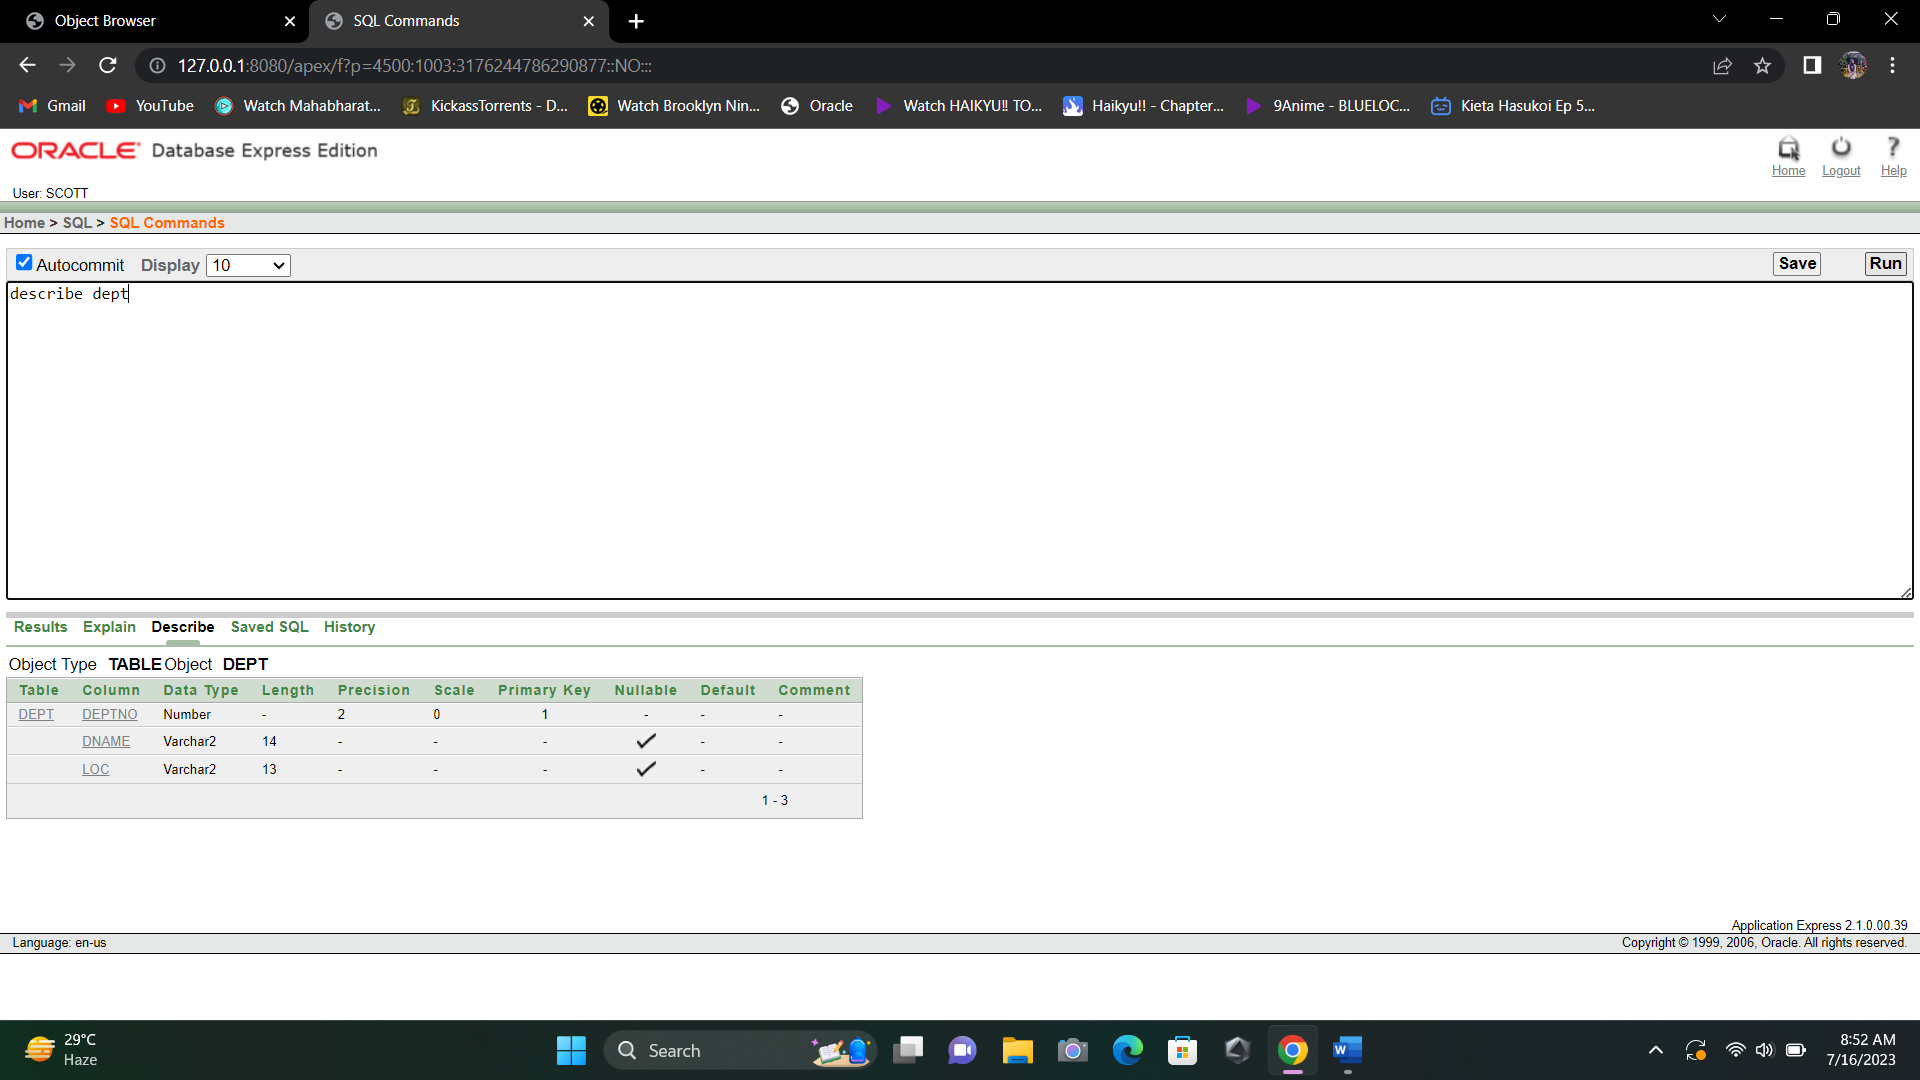 Object Browser
SQL Commands
127.0.0.1:8080/apex/f?p=4500:1003:3176244786290877::NO:::
Gmail YouTube Watch Mahabharat... KickassTorrents - D... Watch Brooklyn Nin... Oracle Watch HAIKYU!! TO... Haikyu!! - Chapter... 9Anime - BLUELOC... Kieta Hasukoi Ep 5...
ORACLE Database Express Edition
Home Logout Help
User: SCOTT
Home > SQL > SQL Commands
Autocommit Display 10 Save Run
describe dept
Results Explain Describe Saved SQL History
Object Type TABLE Object DEPT
Table Column Data Type Length Precision Scale Primary Key Nullable Default Comment
DEPT DEPTNO Number - 2 0 1 - - -
DNAME Varchar2 14 - - - ✓ - -
LOC Varchar2 13 - - - ✓ - -
1 - 3
Application Express 2.1.0.00.39
Language: en-us Copyright © 1999, 2006, Oracle. All rights reserved.
29°C
Haze
Search
W
8:52 AM
7/16/2023